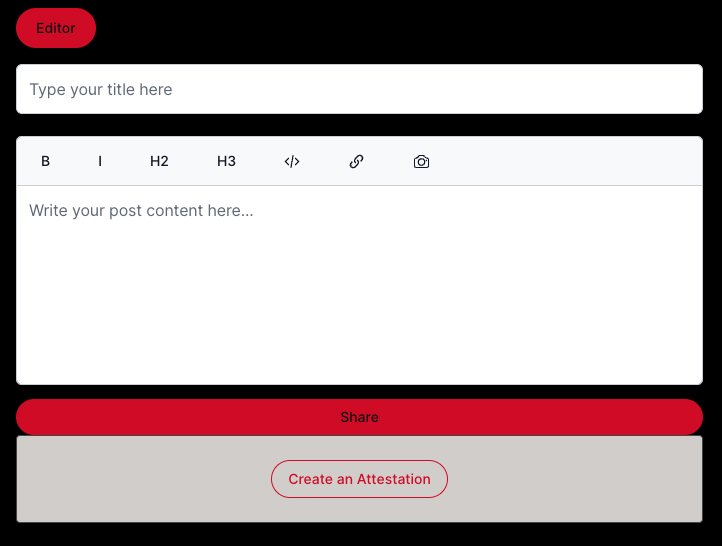 Editor
Type your title here
B I H2 H3 </>
Write your post content here...
Share
Create an Attestation